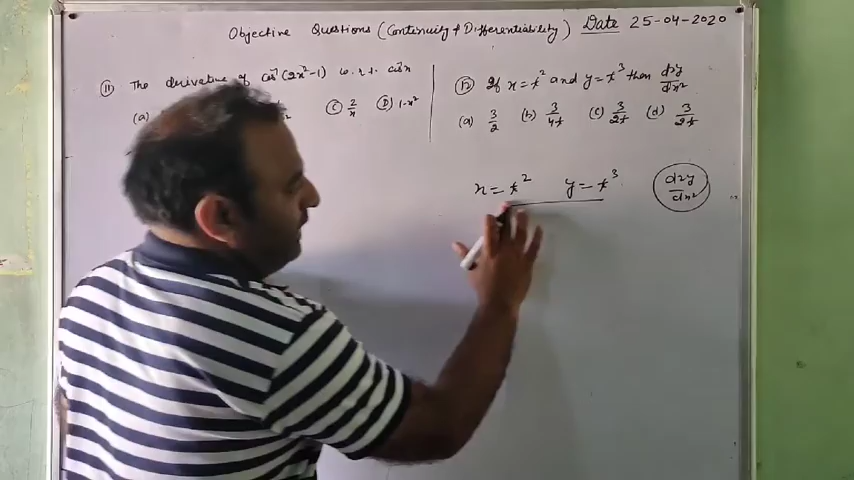 Objective Questions (Continuity & Differentiability) Date 25-04-2020
(11) The derivative of cos⁻¹(2x²-1) w.r.t. cos⁻¹x
(a) (C) 2/x (D) 1-x²
(12) If x=t² and y=t³ then d²y/dx²
(a) 3/2 (b) 3/4t (c) 3/2t (d) 3/2t
x=t² y=t³ d²y/dx²